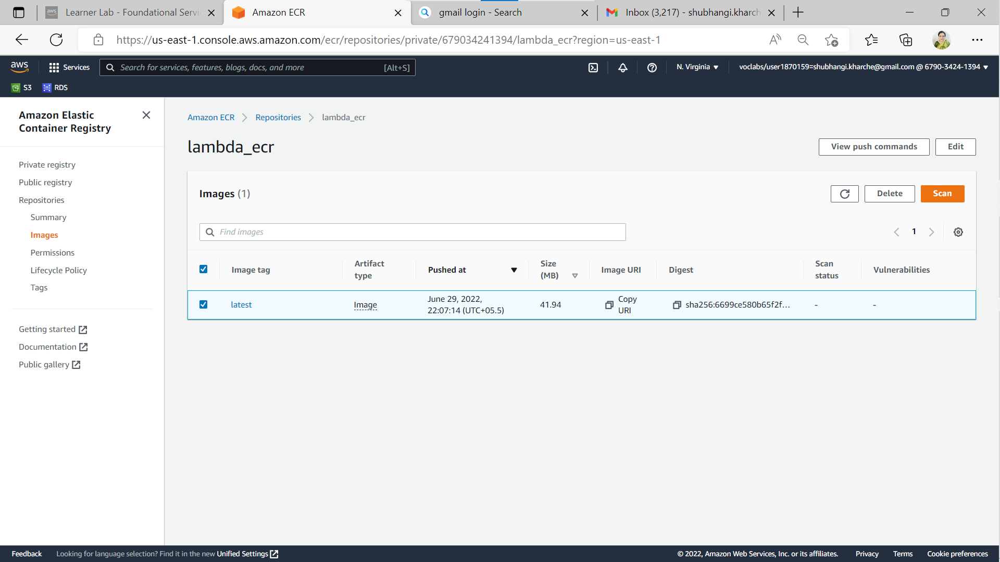 Learner Lab - Foundational Servi
Amazon ECR
gmail login - Search
Inbox (3,217) - shubhangi.kharch
https://us-east-1.console.aws.amazon.com/ecr/repositories/private/679034241394/lambda_ecr?region=us-east-1
aws
Services
Search for services, features, blogs, docs, and more
[Alt+S]
N. Virginia
voclabs/user1870159=shubhangi.kharche@gmail.com @ 6790-3424-1394
S3
RDS
Amazon Elastic
Container Registry
Private registry
Public registry
Repositories
Summary
Images
Permissions
Lifecycle Policy
Tags
Getting started
Documentation
Public gallery
Amazon ECR
Repositories
lambda_ecr
lambda_ecr
View push commands
Edit
Images (1)
Delete
Scan
Find images
1
Image tag
Artifact
type
Pushed at
Size
(MB)
Image URI
Digest
Scan
status
Vulnerabilities
latest
Image
June 29, 2022,
22:07:14 (UTC+05.5)
41.94
Copy
URI
sha256:6699ce580b65f2f...
-
-
Feedback
Looking for language selection? Find it in the new Unified Settings
© 2022, Amazon Web Services, Inc. or its affiliates.
Privacy
Terms
Cookie preferences